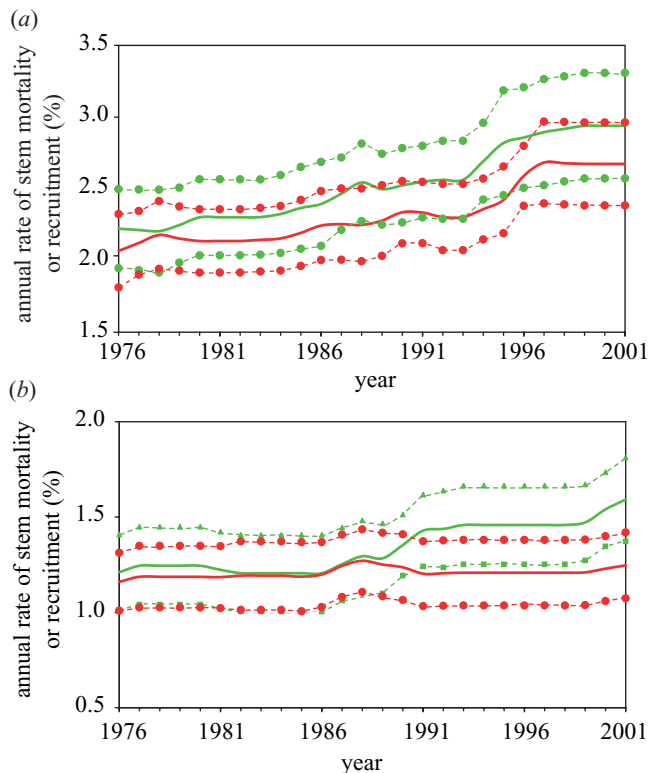 (a)
annual rate of stem mortality
or recruitment (%)
3.5
3.0
2.5
2.0
1.5
1976 1981 1986 1991 1996 2001
year
(b)
annual rate of stem mortality
or recruitment (%)
2.0
1.5
1.0
0.5
1976 1981 1986 1991 1996 2001
year